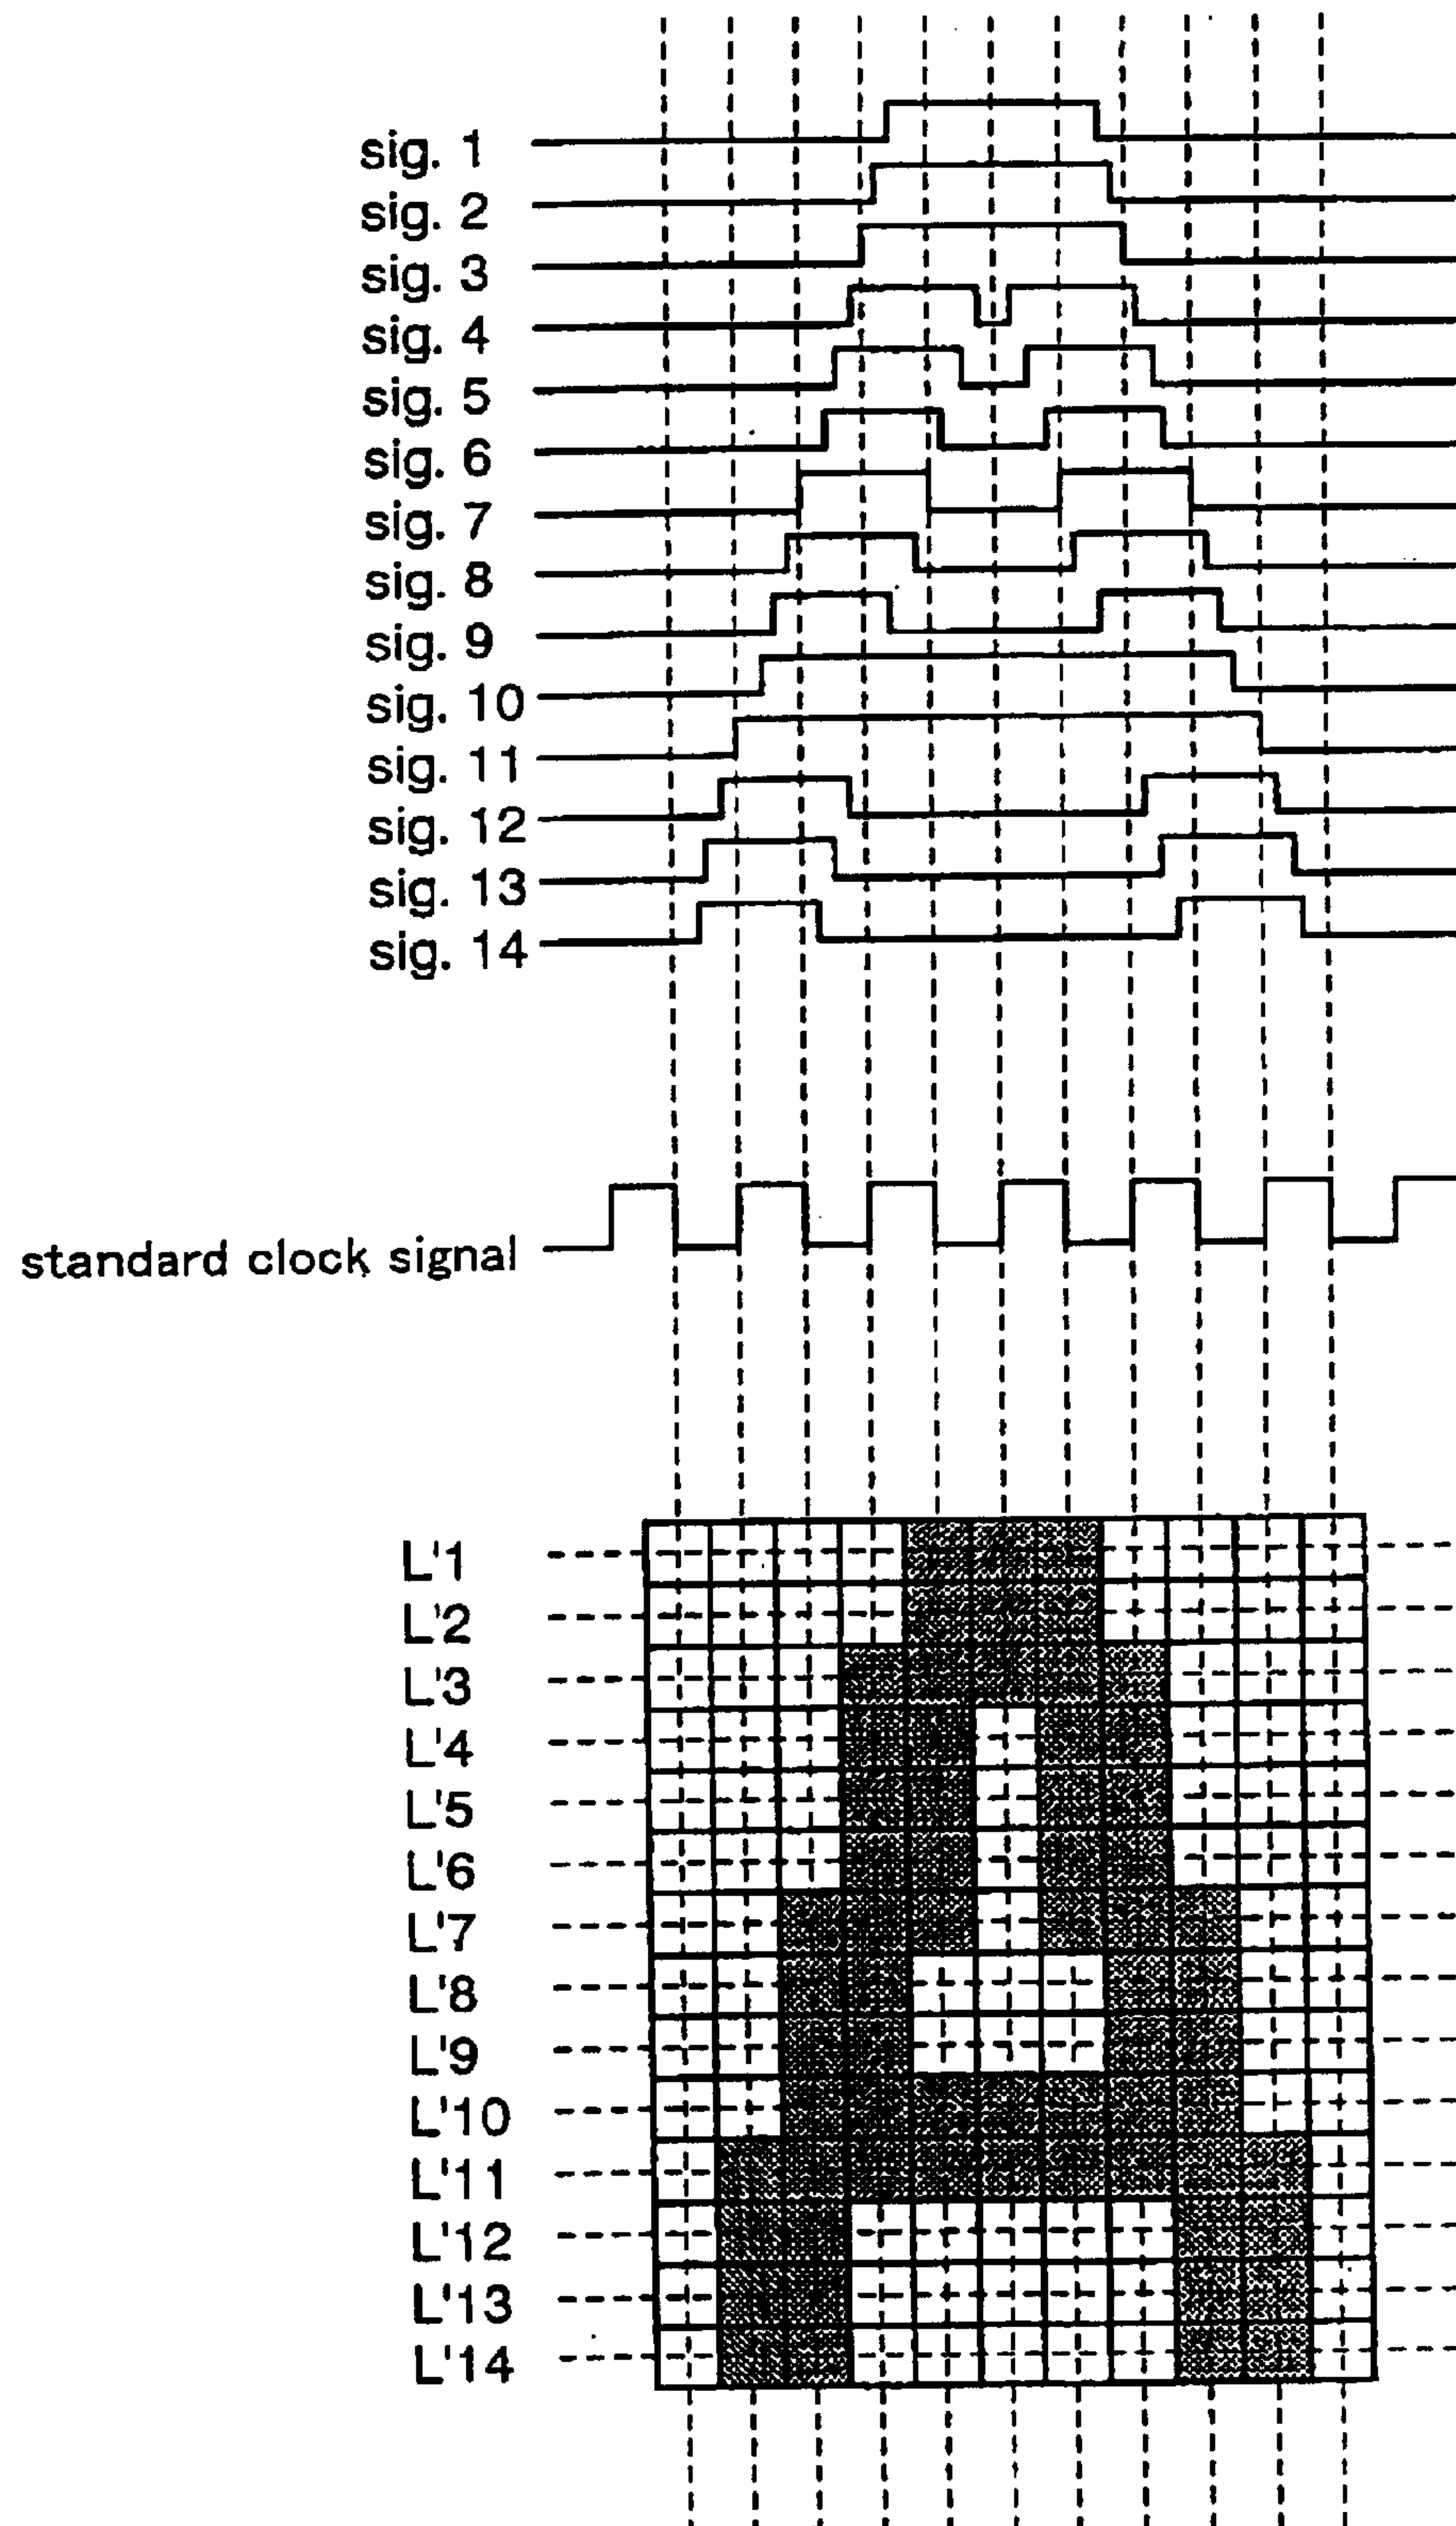 sig. 1
sig. 2
sig. 3
sig. 4
sig. 5
sig. 6
sig. 7
sig. 8
sig. 9
sig. 10
sig. 11
sig. 12
sig. 13
sig. 14
standard clock signal
L'1
L'2
L'3
L'4
L'5
L'6
L'7
L'8
L'9
L'10
L'11
L'12
L'13
L'14